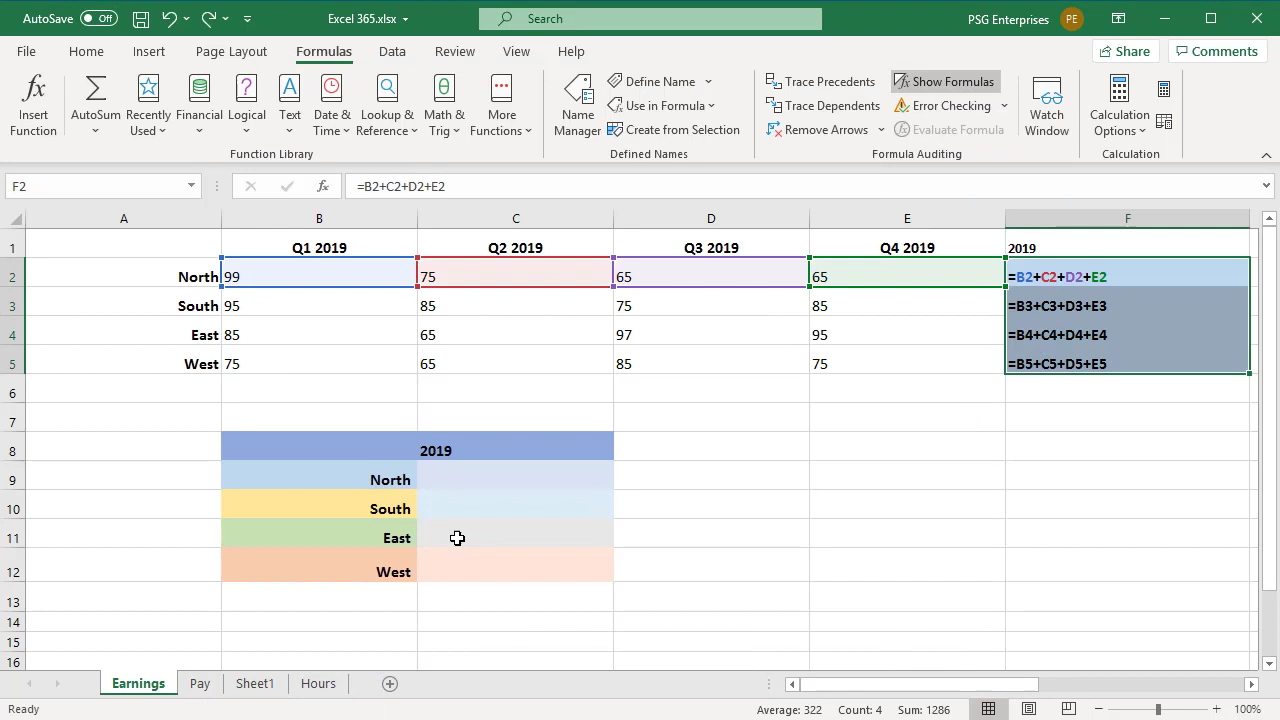 AutoSave Off Excel 365.xlsx Search PSG Enterprises PE
File Home Insert Page Layout Formulas Data Review View Help Share Comments
Insert Function
AutoSum
Recently Used
Financial
Logical
Text
Date & Time
Lookup & Reference
Math & Trig
More Functions
Function Library
Name Manager
Define Name
Use in Formula
Create from Selection
Defined Names
Trace Precedents
Trace Dependents
Remove Arrows
Show Formulas
Error Checking
Evaluate Formula
Formula Auditing
Watch Window
Calculation Options
Calculation
F2 fx =B2+C2+D2+E2
A B C D E F
1 Q1 2019 Q2 2019 Q3 2019 Q4 2019 2019
2 North 99 75 65 65 =B2+C2+D2+E2
3 South 95 85 75 85 =B3+C3+D3+E3
4 East 85 65 97 95 =B4+C4+D4+E4
5 West 75 65 85 75 =B5+C5+D5+E5
6
7
8 2019
9 North
10 South
11 East
12 West
13
14
15
16
Earnings Pay Sheet1 Hours
Ready Average: 322 Count: 4 Sum: 1286 100%